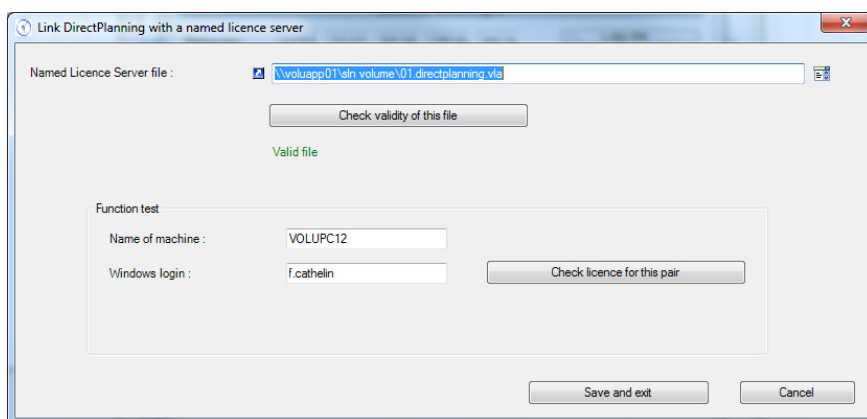 Link DirectPlanning with a named licence server
Named Licence Server file :
\\voluapp01\sln volume\01.directplanning.vla
Check validity of this file
Valid file
Function test
Name of machine :
VOLUPC12
Windows login :
f.cathelin
Check licence for this pair
Save and exit
Cancel